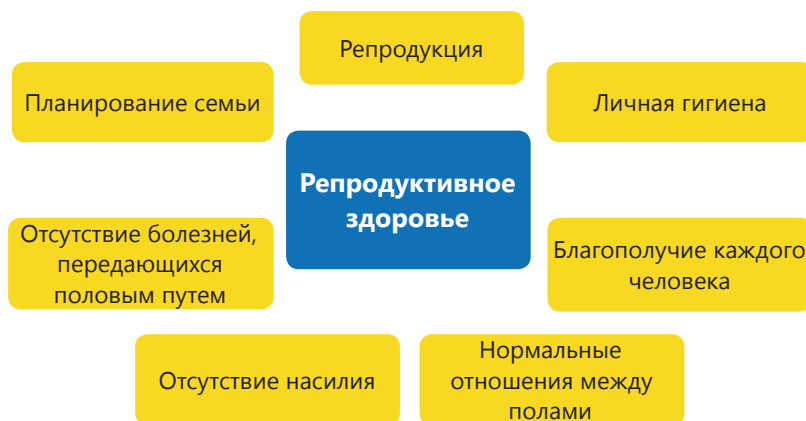 Репродукция
Планирование семьи
Личная гигиена
Репродуктивное
здоровье
Отсутствие болезней,
передающихся
половым путем
Благополучие каждого
человека
Отсутствие насилия
Нормальные
отношения между
полами